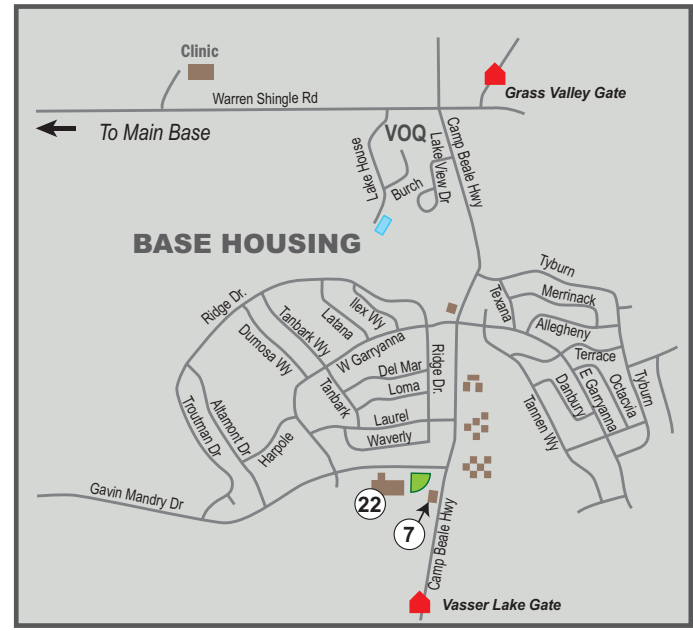 Clinic
Grass Valley Gate
Warren Shingle Rd
To Main Base
VOQ
Lake House
Burch
Lake View Dr
Camp Beale Hwy
BASE HOUSING
Tyburn
Texana
Merrinack
Ridge Dr.
Ilex Wy
Latana
Tanbark Wy
Dumosa Wy
Allegheny
W Garryanna
Terrace
Del Mar
Ridge Dr.
Loma
Tanbark
E Garryanna
Octavcia
Tyburn
Danbury
Tannen Wy
Laurel
Waverly
Troutman Dr
Altamont Dr
Harpole
Gavin Mandry Dr
22
7
Camp Beale Hwy
Vasser Lake Gate